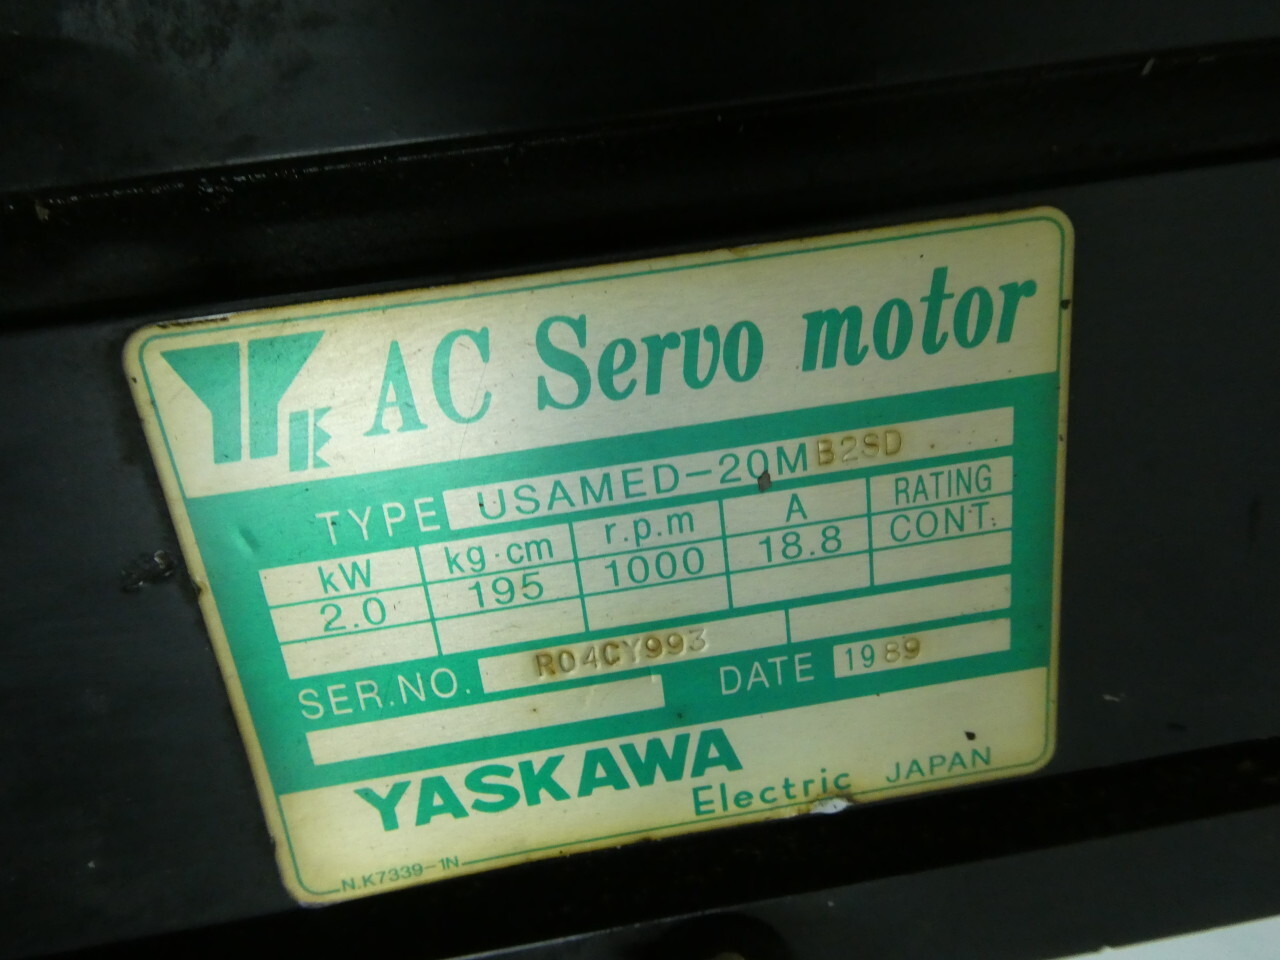 YK AC Servo motor
TYPE USAMED-20MB2SD
kW kg·cm r.p.m A RATING
2.0 195 1000 18.8 CONT.
SER.NO. R04CY993 DATE 1989
YASKAWA
Electric JAPAN
N.K7339-1N